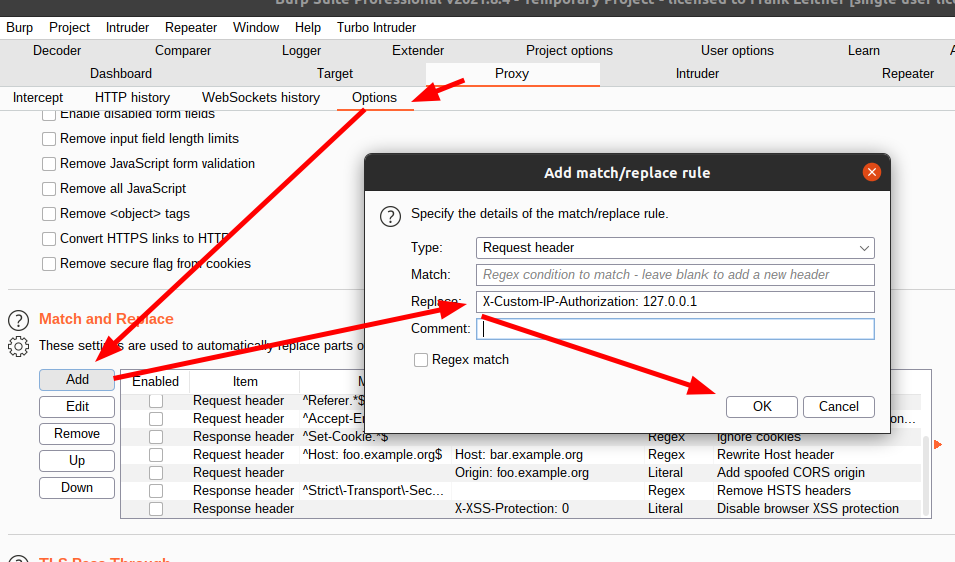 Burp Suite Professional v2021.8.4 - Temporary Project - licensed to Frank Leitner [single user
Burp Project Intruder Repeater Window Help Turbo Intruder
Decoder Comparer Logger Extender Project options User options Learn
Dashboard Target Proxy Intruder Repeater
Intercept HTTP history WebSockets history Options
Enable disabled form fields
Remove input field length limits
Remove JavaScript form validation
Remove all JavaScript
Remove <object> tags
Convert HTTPS links to HTTP
Remove secure flag from cookies
Add match/replace rule
? Specify the details of the match/replace rule.
Type: Request header
Match: Regex condition to match - leave blank to add a new header
Replace: X-Custom-IP-Authorization: 127.0.0.1
Comment:
Regex match
OK Cancel
? Match and Replace
These settings are used to automatically replace parts o
Add
Edit
Remove
Up
Down
Enabled Item M
Request header ^Referer.*$
Request header ^Accept-En on...
Response header ^Set-Cookie.*$ Regex Ignore cookies
Request header ^Host: foo.example.org$ Host: bar.example.org Regex Rewrite Host header
Request header Origin: foo.example.org Literal Add spoofed CORS origin
Response header ^Strict\-Transport\-Sec... Regex Remove HSTS headers
Response header X-XSS-Protection: 0 Literal Disable browser XSS protection
? TLS Pass Through